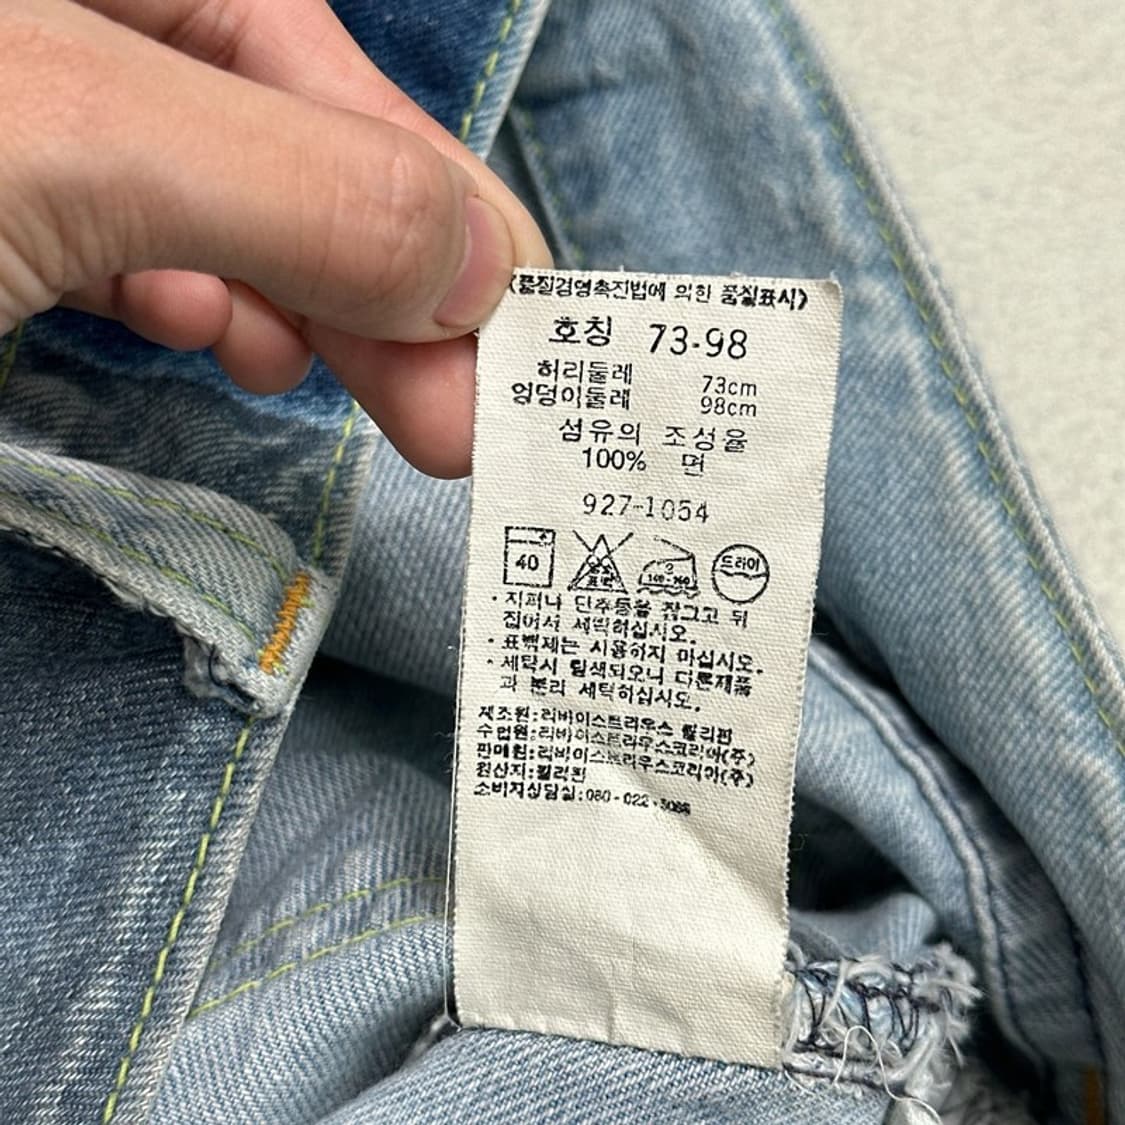 (품질경영촉진법에 의한 품질표시)
호칭 73-98
허리둘레 73cm
엉덩이둘레 98cm
섬유의 조성율
100% 면
927-1054
40
염소 표백
2 140-160
드라이
· 지퍼나 단추등을 잠그고 뒤
집어서 세탁하십시오.
· 표백제는 사용하지 마십시오.
· 세탁시 탈색되오니 다른제품
과 분리 세탁하십시오.
제조원:리바이스트라우스 필리핀
수입원:리바이스트라우스코리아(주)
판매원:리바이스트라우스코리아(주)
원산지:필리핀
소비자상담실:080-022-